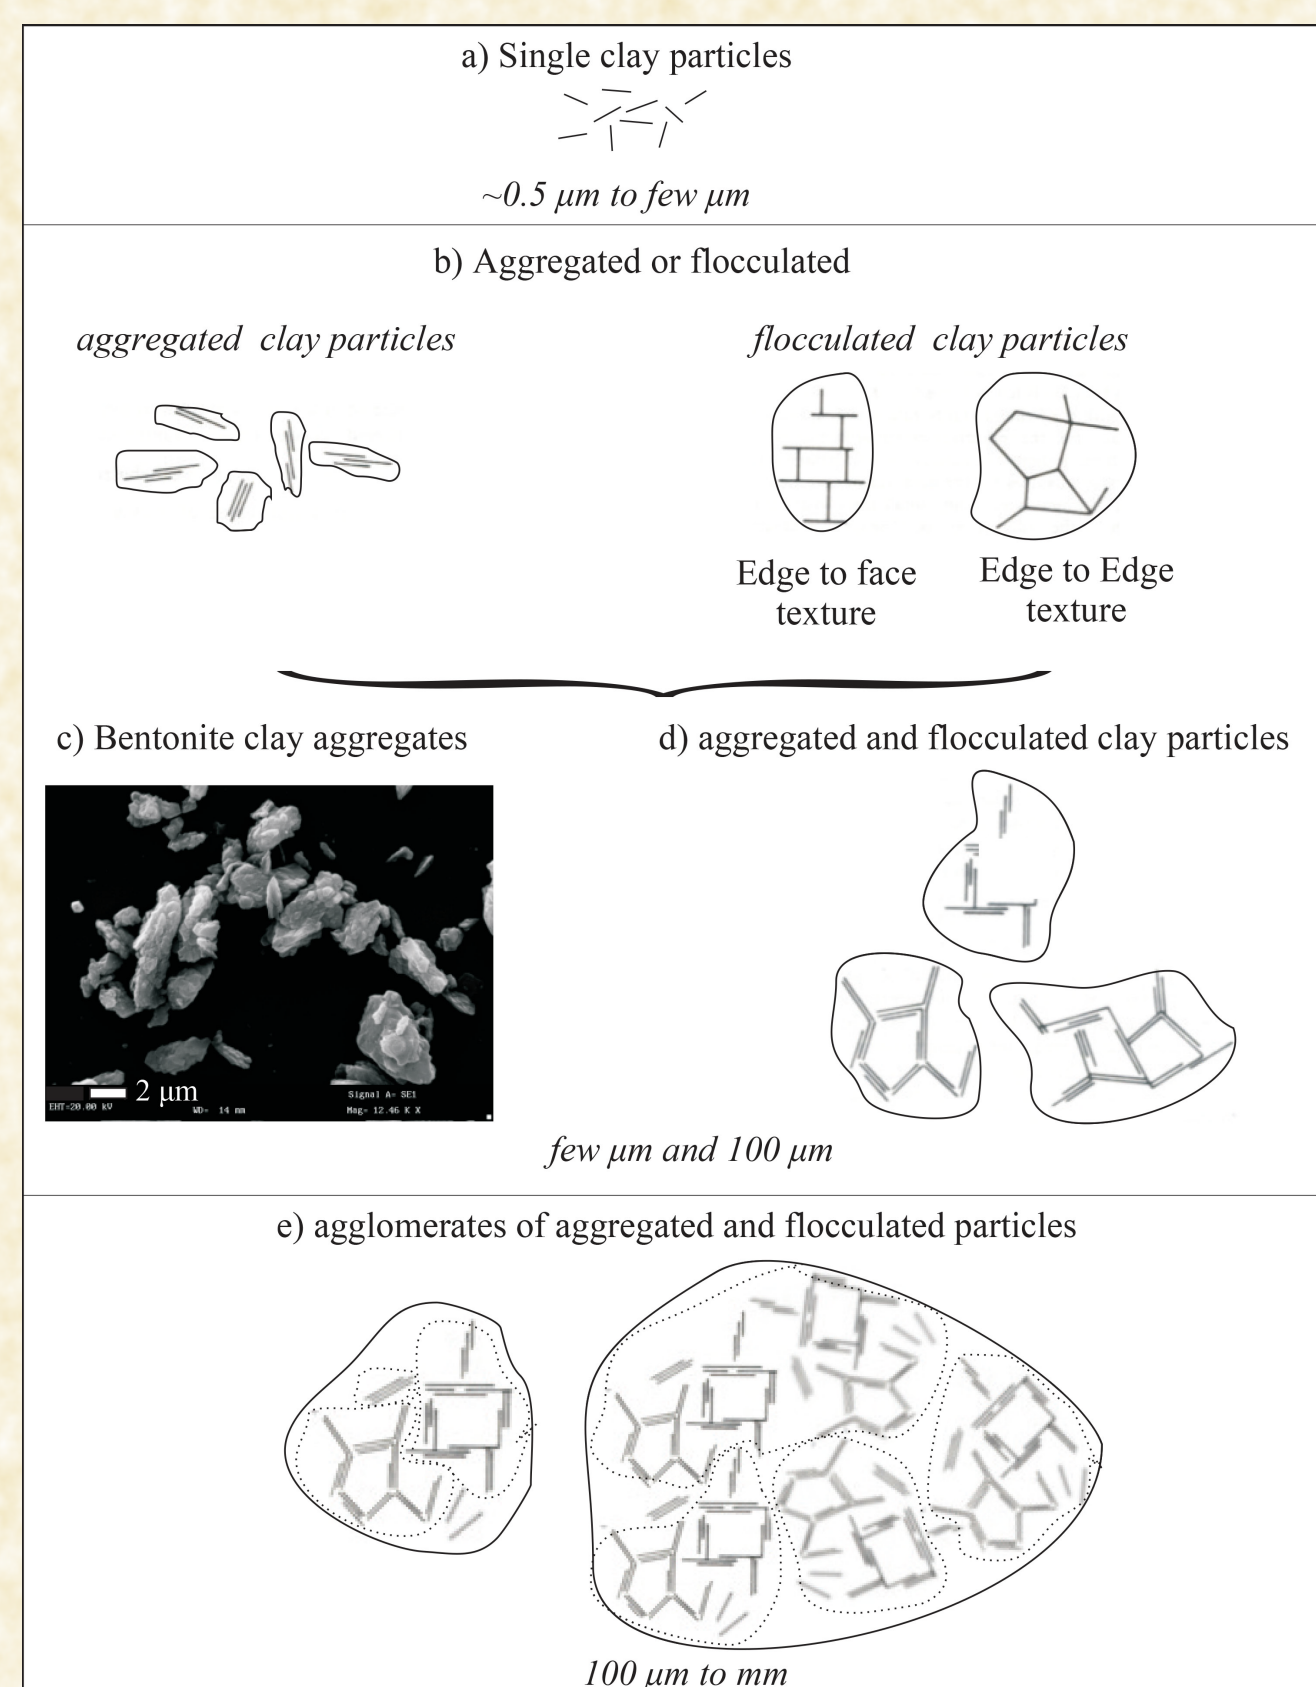 a) Single clay particles
~0.5 μm to few μm
b) Aggregated or flocculated
aggregated clay particles
flocculated clay particles
Edge to face
texture
Edge to Edge
texture
c) Bentonite clay aggregates
d) aggregated and flocculated clay particles
2 μm
EHT=20.00 kV
WD= 14 mm
Signal A= SE1
Mag= 12.46 K X
few μm and 100 μm
e) agglomerates of aggregated and flocculated particles
100 μm to mm